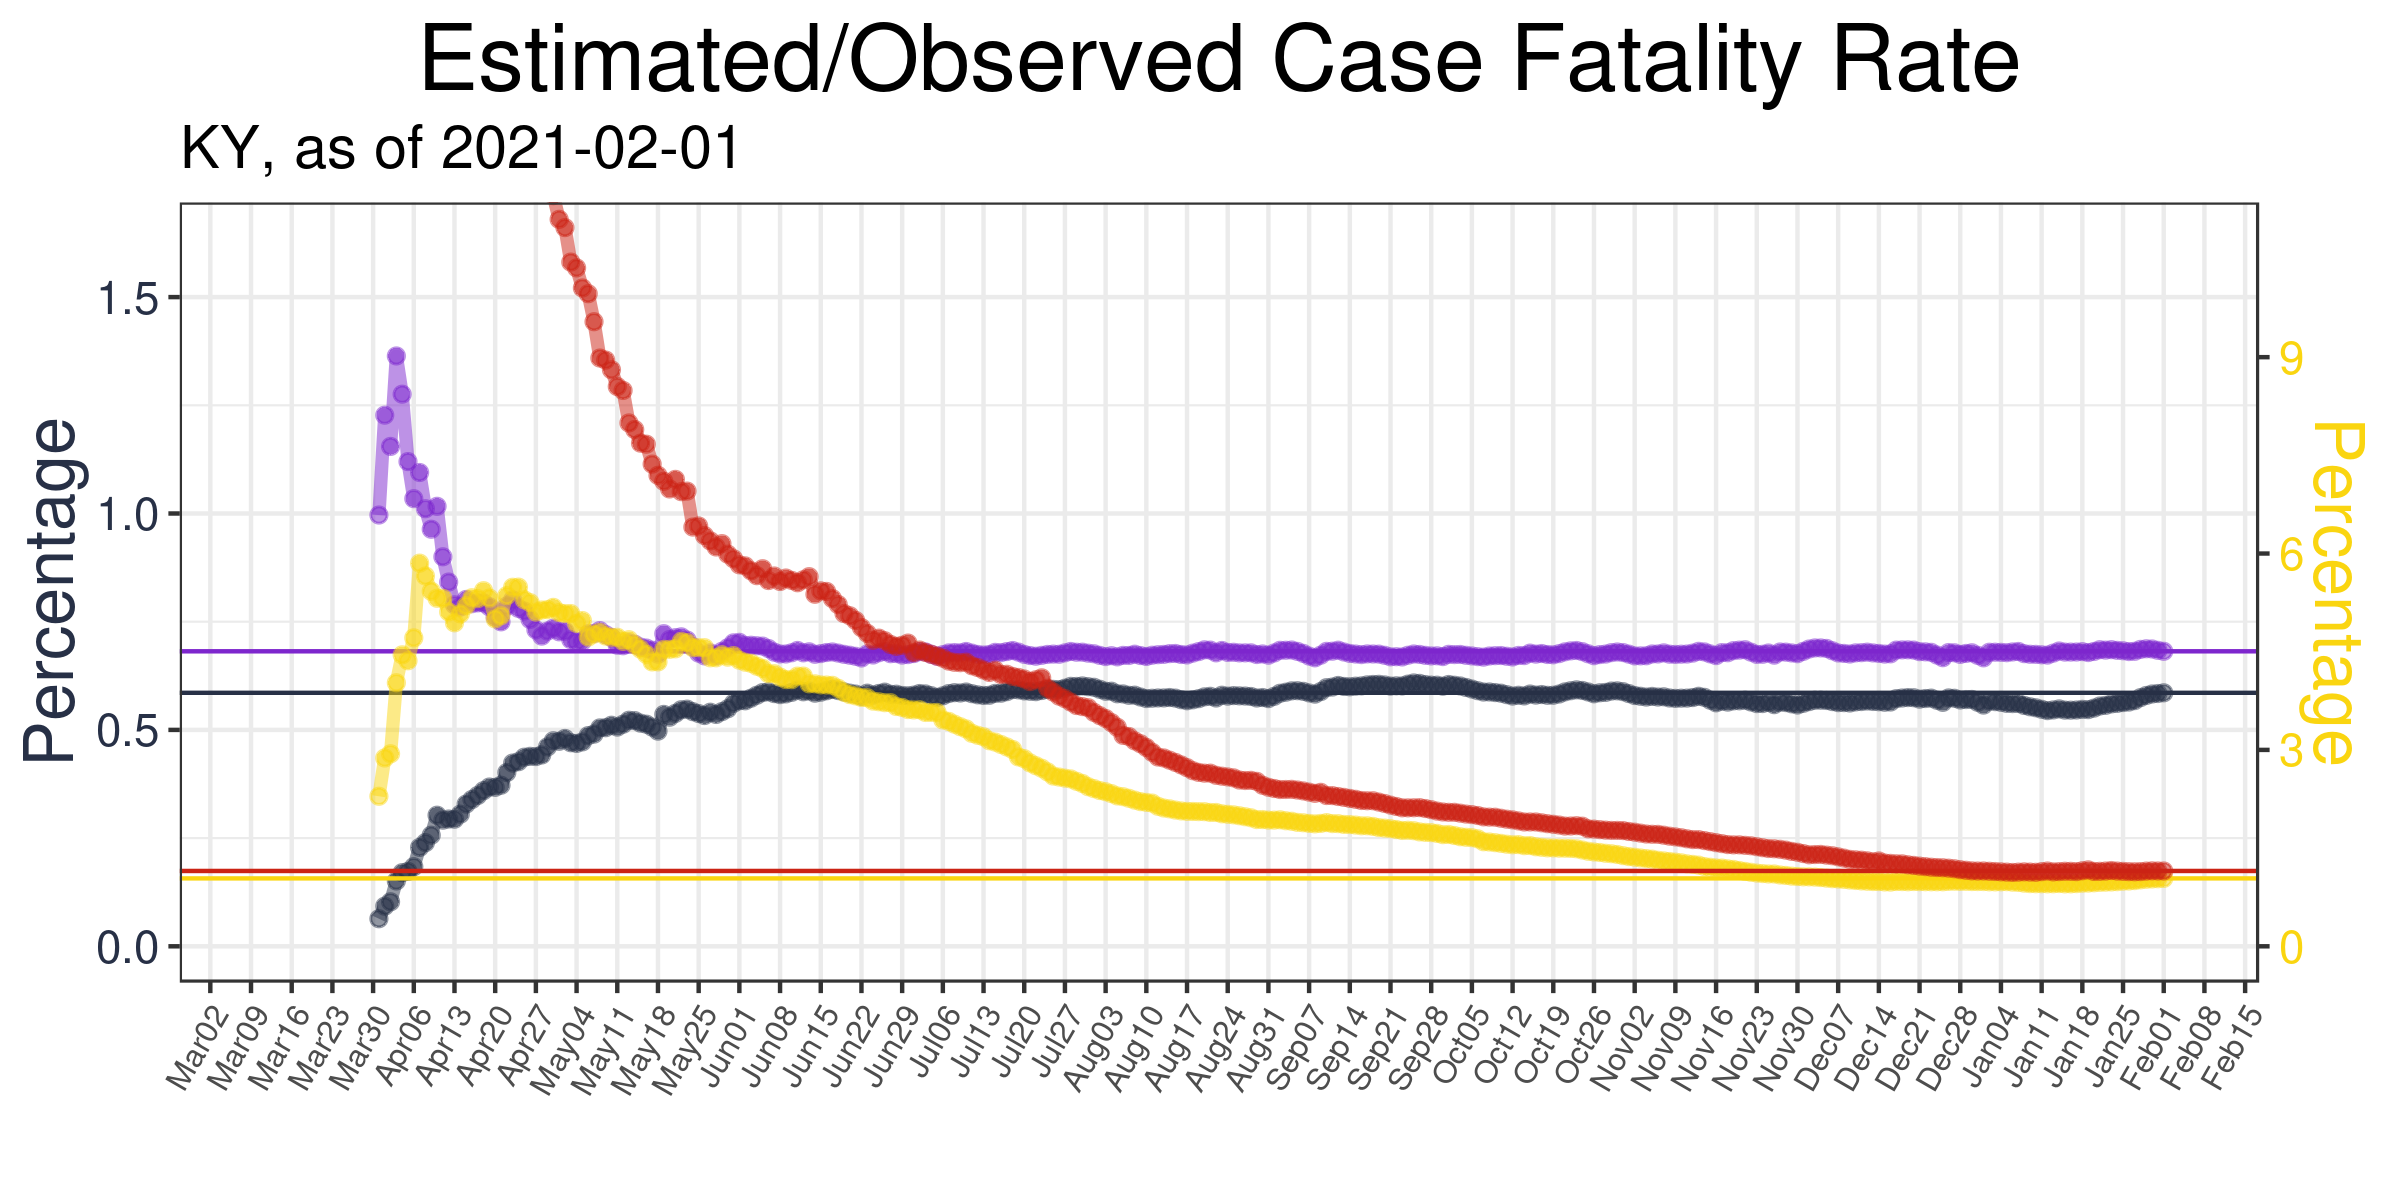 Estimated/Observed Case Fatality Rate
KY, as of 2021-02-01
Percentage
1.5
1.0
0.5
0.0
9
6
3
0
Percentage
Mar02
Mar09
Mar16
Mar23
Mar30
Apr06
Apr13
Apr20
Apr27
May04
May11
May18
May25
Jun01
Jun08
Jun15
Jun22
Jun29
Jul06
Jul13
Jul20
Jul27
Aug03
Aug10
Aug17
Aug24
Aug31
Sep07
Sep14
Sep21
Sep28
Oct05
Oct12
Oct19
Oct26
Nov02
Nov09
Nov16
Nov23
Nov30
Dec07
Dec14
Dec21
Dec28
Jan04
Jan11
Jan18
Jan25
Feb01
Feb08
Feb15